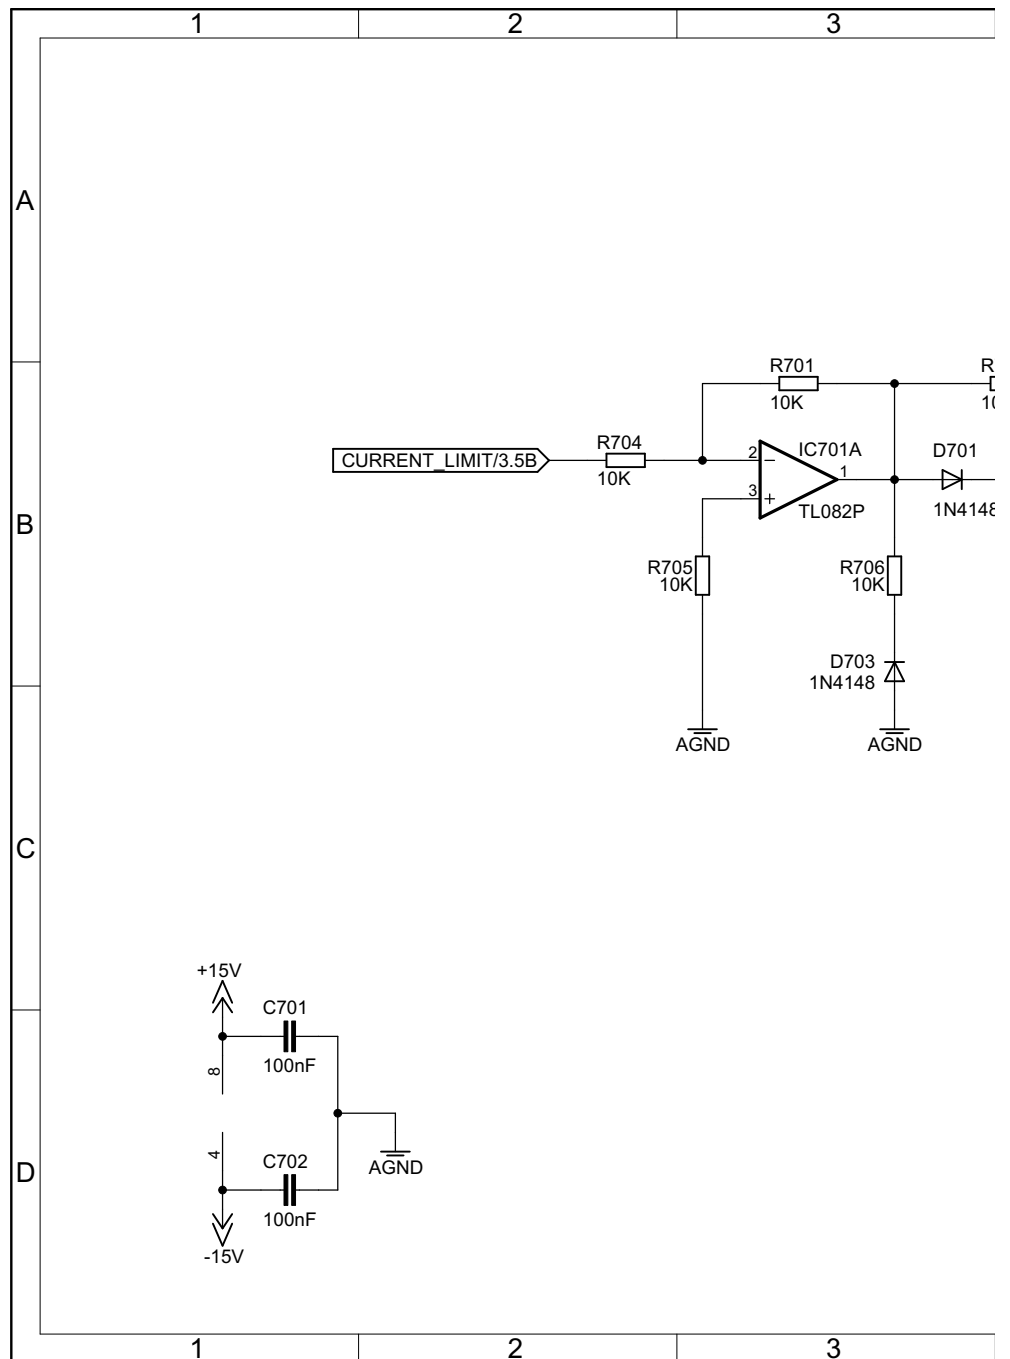 1 2 3
A
R701
10K
R704
10K
CURRENT_LIMIT/3.5B
2
3
1
IC701A
TL082P
D701
1N4148
B
R705
10K
R706
10K
D703
1N4148
AGND
AGND
C
+15V
C701
100nF
8
4
AGND
D
C702
100nF
-15V
1 2 3